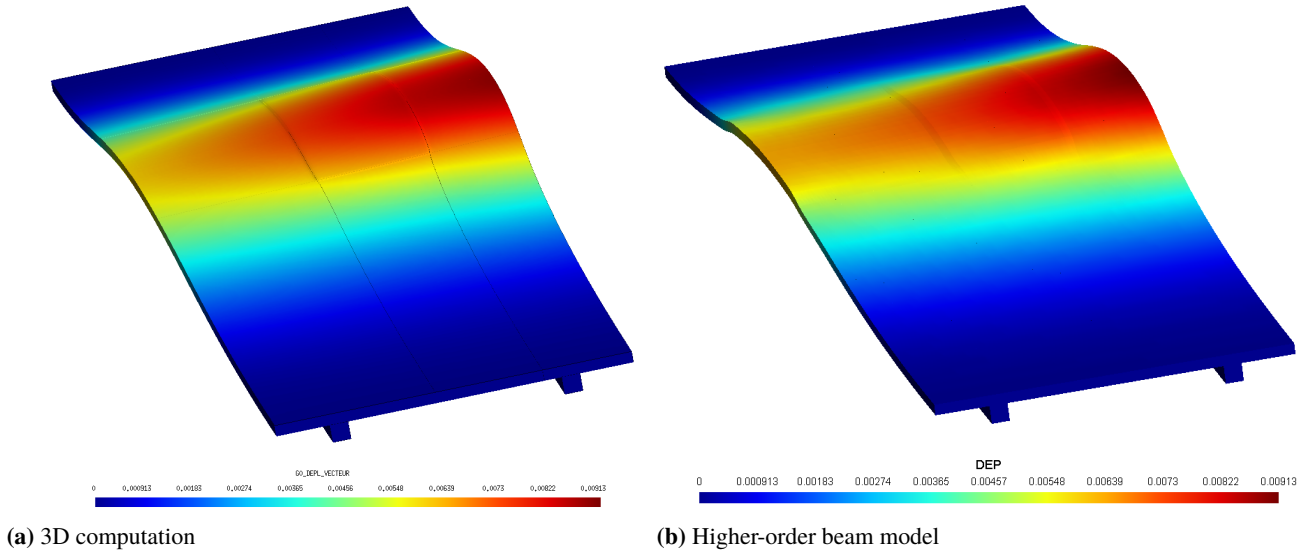 GO_DEPL_VECTEUR
0 0.000913 0.00183 0.00274 0.00365 0.00456 0.00548 0.00639 0.0073 0.00822 0.00913
DEP
0 0.000913 0.00183 0.00274 0.00365 0.00457 0.00548 0.00639 0.0073 0.00822 0.00913
(a) 3D computation
(b) Higher-order beam model